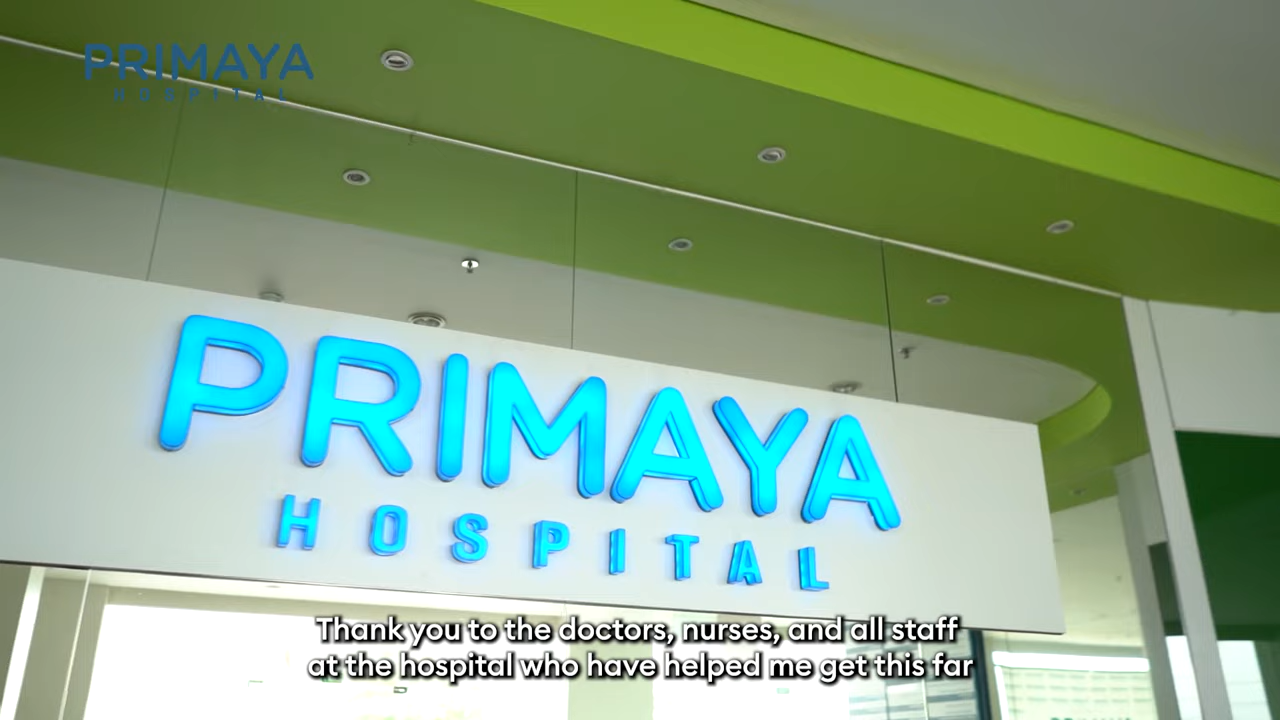 PRIMAYA
HOSPITAL
PRIMAYA
HOSPITAL
Thank you to the doctors, nurses, and all staff
at the hospital who have helped me get this far
PRIMAYA